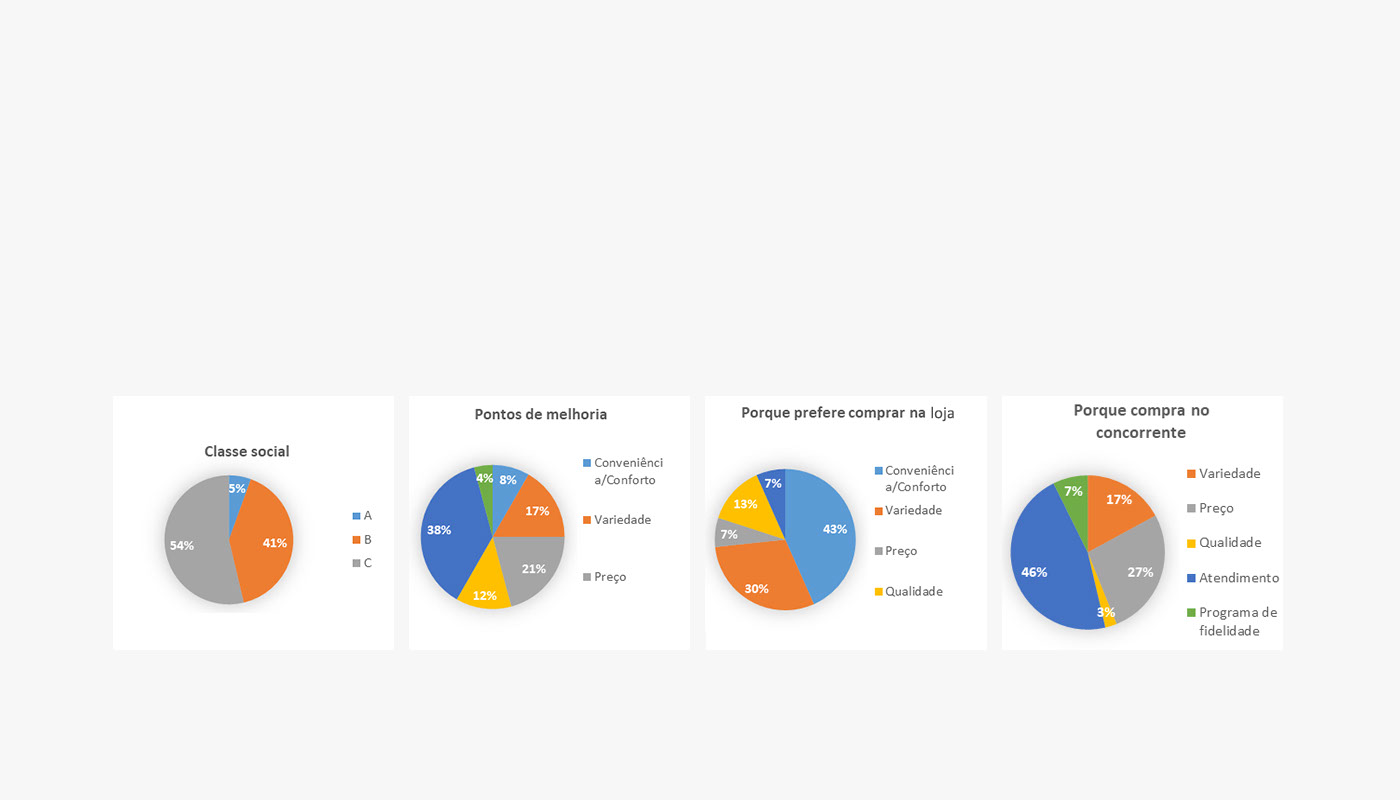 Classe social
5%
41%
54%
A
B
C
Pontos de melhoria
4%
8%
17%
38%
21%
12%
Conveniênci
a/Conforto
Variedade
Preço
Porque prefere comprar na loja
7%
13%
43%
7%
30%
Conveniênci
a/Conforto
Variedade
Preço
Qualidade
Porque compra no
concorrente
7%
17%
46%
27%
3%
Variedade
Preço
Qualidade
Atendimento
Programa de
fidelidade